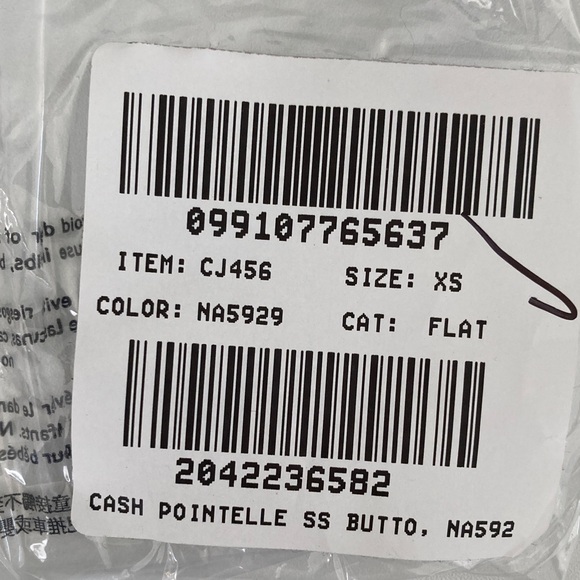 099107765637
ITEM: CJ456 SIZE: XS
COLOR: NA5929 CAT: FLAT
2042236582
CASH POINTELLE SS BUTTO, NA592